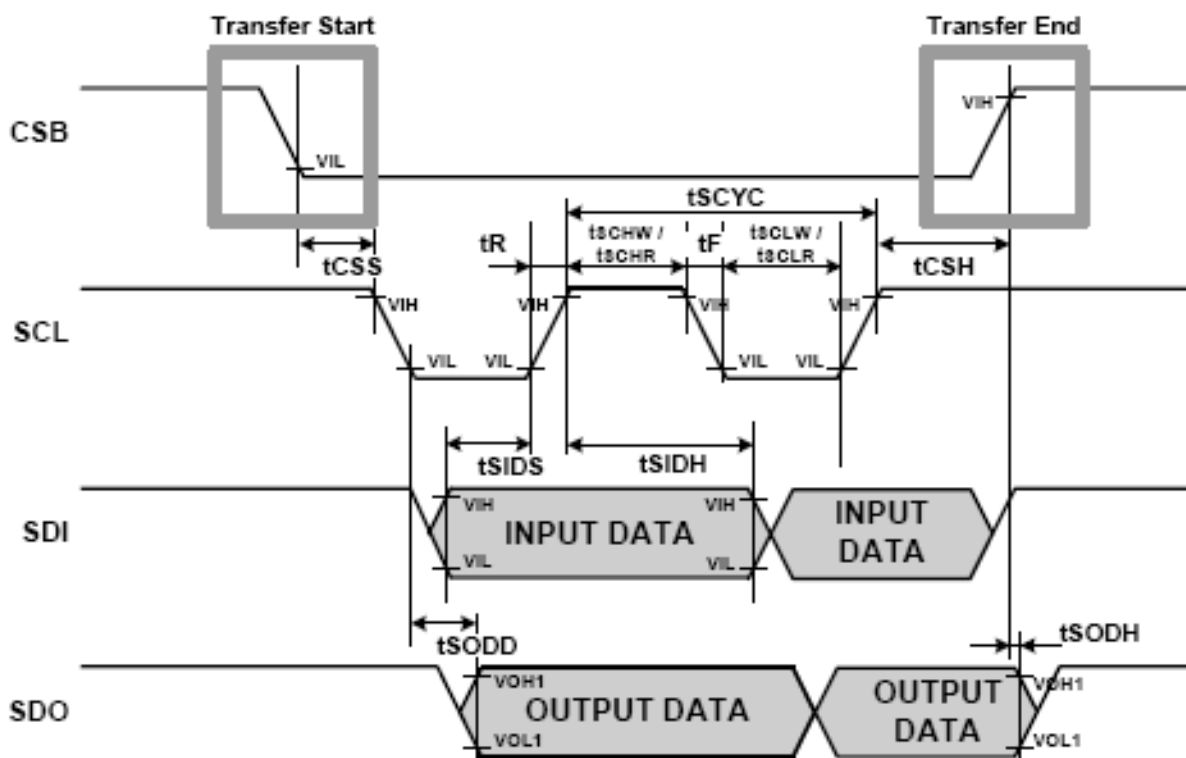 Transfer Start
Transfer End
CSB
VIL
VIH
tSCYC
tCSS
tR
tSCHW /
tSCHR
tF
tSCLW /
tSCLR
tCSH
SCL
VIH
VIH
VIH
VIH
VIL
VIL
VIL
VIL
tSIDS
tSIDH
SDI
VIH
VIL
INPUT DATA
VIH
VIL
INPUT
DATA
tSODD
tSODH
SDO
VOH1
VOL1
OUTPUT DATA
OUTPUT
DATA
VOH1
VOL1